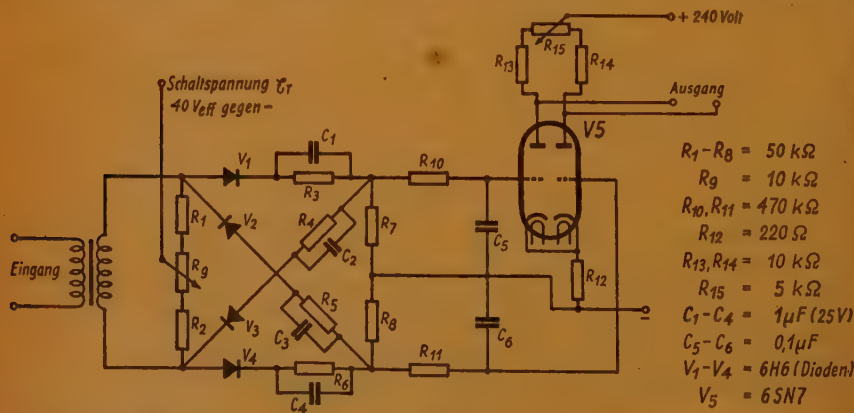 + 240 Volt
R15
R13
R14
Schaltspannung
40 Veff gegen –
Ausgang
V5
C1
V1
R3
R10
R1
V2
R4
R7
C2
C5
R9
Eingang
R12
R2
V3
R5
R8
C3
C6
V4
R6
R11
C4
–
R1–R8 = 50 kΩ
R9 = 10 kΩ
R10, R11 = 470 kΩ
R12 = 220 Ω
R13, R14 = 10 kΩ
R15 = 5 kΩ
C1–C4 = 1µF (25V)
C5–C6 = 0,1µF
V1–V4 = 6H6 (Dioden)
V5 = 6SN7